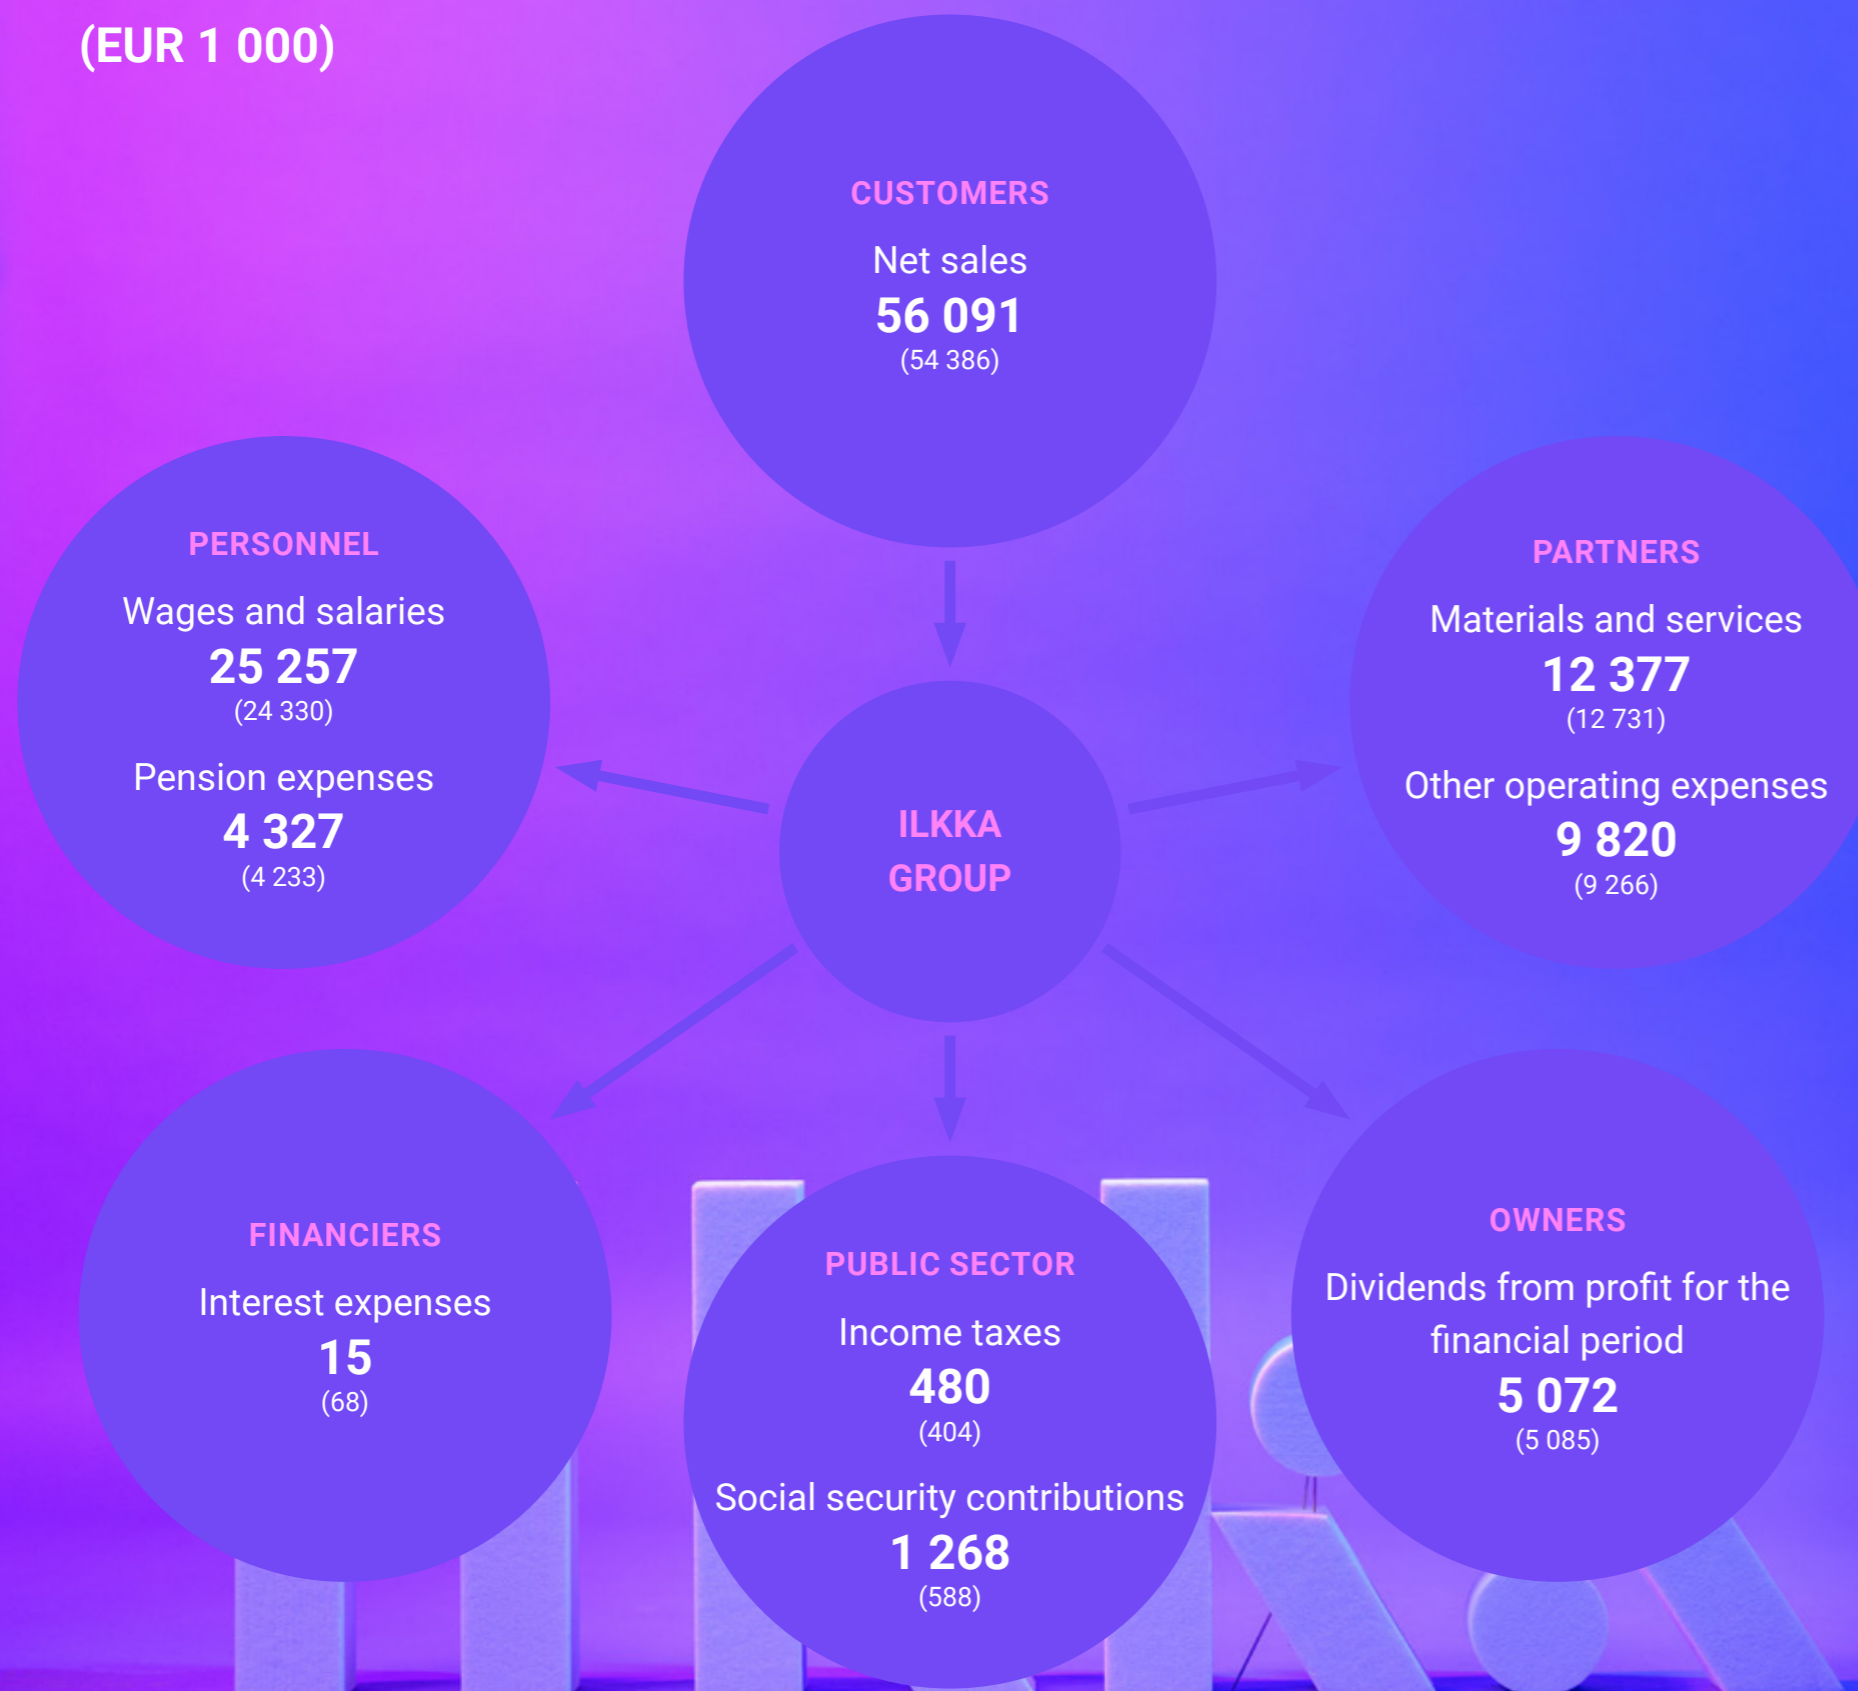 (EUR 1 000)
CUSTOMERS
Net sales
56 091
(54 386)
PERSONNEL
Wages and salaries
25 257
(24 330)
Pension expenses
4 327
(4 233)
PARTNERS
Materials and services
12 377
(12 731)
Other operating expenses
9 820
(9 266)
ILKKA
GROUP
FINANCIERS
Interest expenses
15
(68)
PUBLIC SECTOR
Income taxes
480
(404)
Social security contributions
1 268
(588)
OWNERS
Dividends from profit for the
financial period
5 072
(5 085)